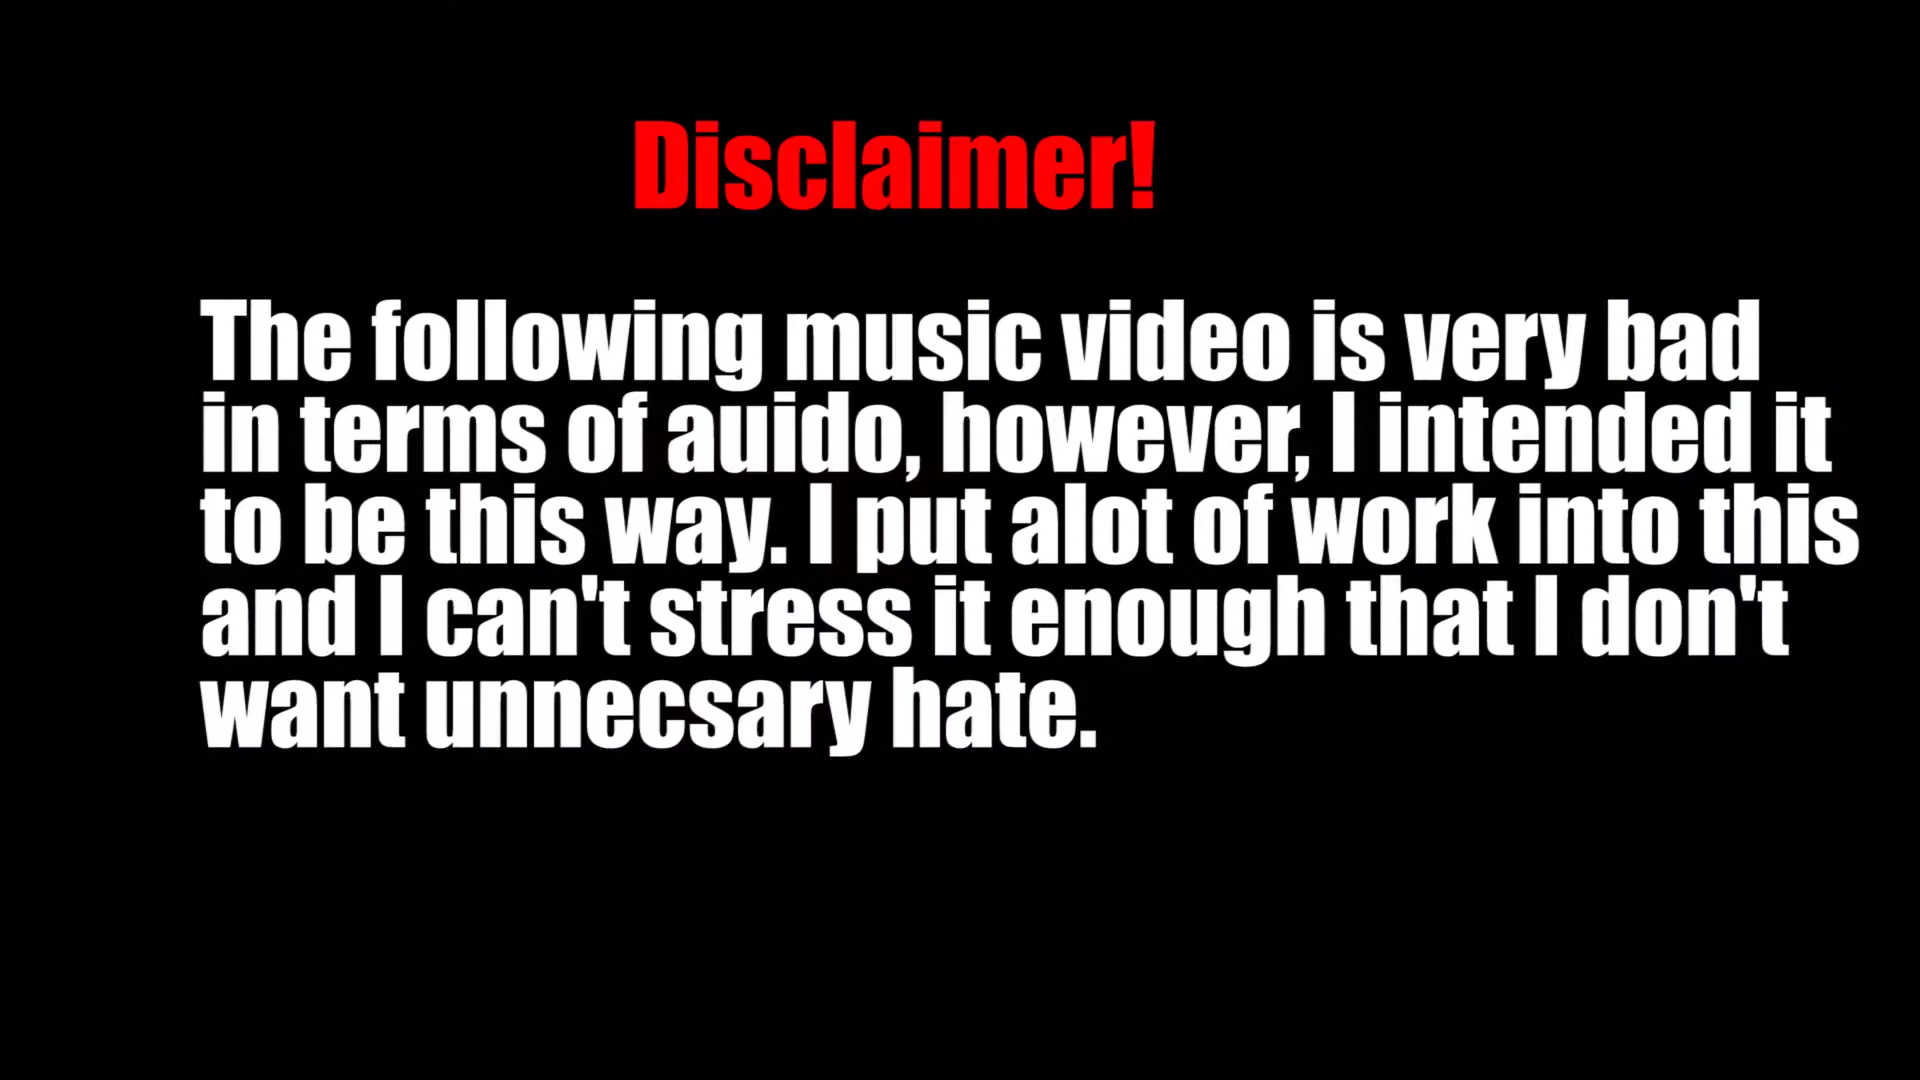 Disclaimer!
The following music video is very bad
in terms of auido, however, I intended it
to be this way. I put alot of work into this
and I can't stress it enough that I don't
want unnecsary hate.